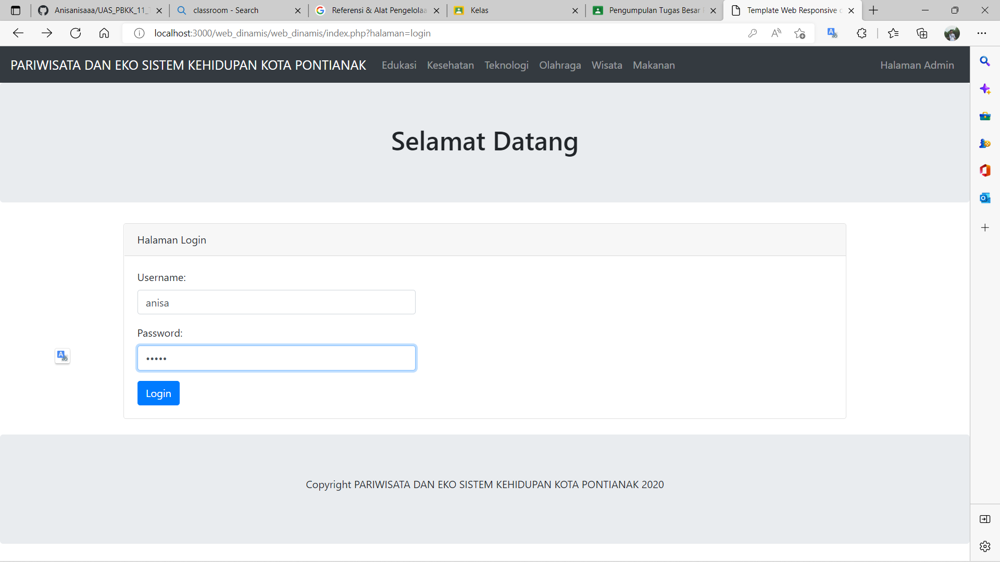 Anisanisaaa/UAS_PBKK_11_
classroom - Search
Referensi & Alat Pengelolaa
Kelas
Pengumpulan Tugas Besar
Template Web Responsive
localhost:3000/web_dinamis/web_dinamis/index.php?halaman=login
PARIWISATA DAN EKO SISTEM KEHIDUPAN KOTA PONTIANAK
Edukasi
Kesehatan
Teknologi
Olahraga
Wisata
Makanan
Halaman Admin
Selamat Datang
Halaman Login
Username:
anisa
Password:
•••••
Login
Copyright PARIWISATA DAN EKO SISTEM KEHIDUPAN KOTA PONTIANAK 2020